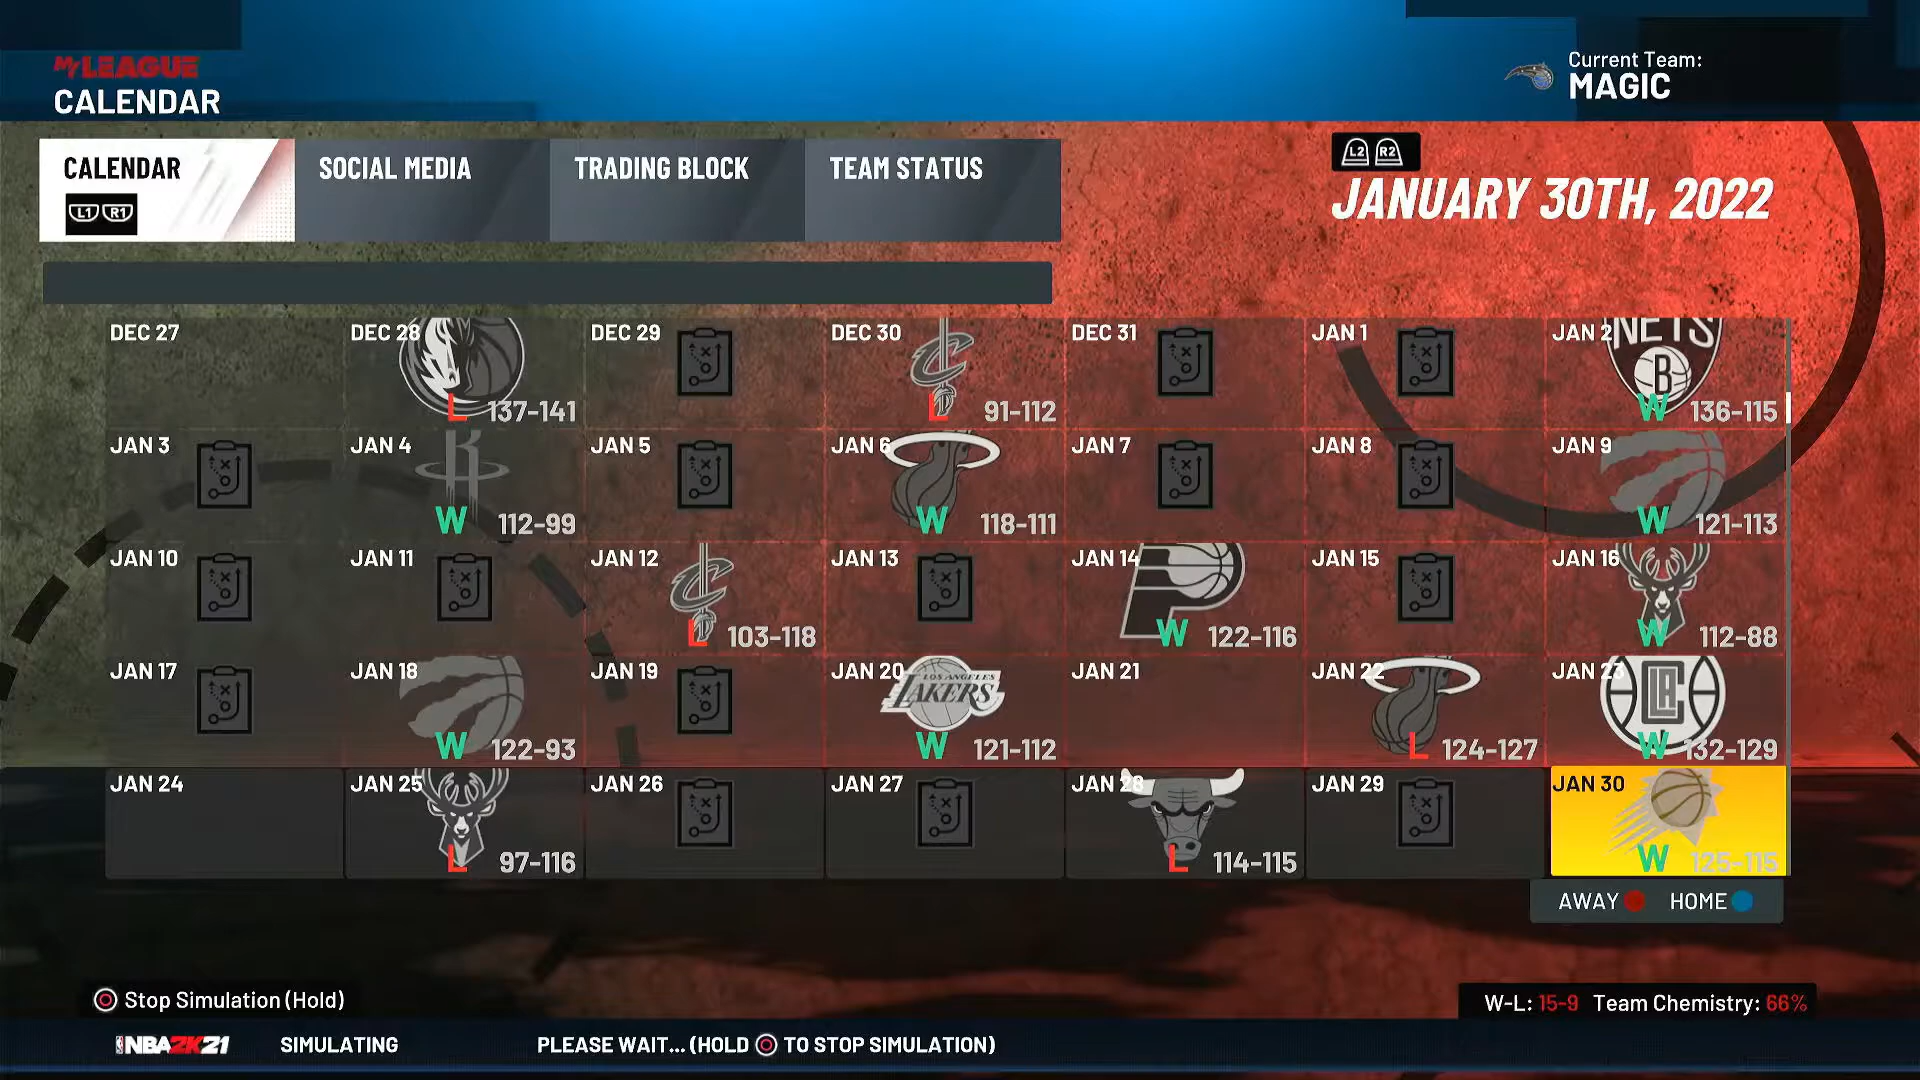 MyLEAGUE
CALENDAR
Current Team:
MAGIC
CALENDAR
L1 R1
SOCIAL MEDIA
TRADING BLOCK
TEAM STATUS
L2 R2
JANUARY 30TH, 2022
DEC 27
DEC 28
L 137-141
DEC 29
DEC 30
L 91-112
DEC 31
JAN 1
JAN 2
NETS
B
W 136-115
JAN 3
JAN 4
W 112-99
JAN 5
JAN 6
W 118-111
JAN 7
JAN 8
JAN 9
W 121-113
JAN 10
JAN 11
JAN 12
L 103-118
JAN 13
JAN 14
W 122-116
JAN 15
JAN 16
W 112-88
JAN 17
JAN 18
W 122-93
JAN 19
JAN 20
LOS ANGELES
LAKERS
W 121-112
JAN 21
JAN 22
L 124-127
JAN 23
LA
W 132-129
JAN 24
JAN 25
L 97-116
JAN 26
JAN 27
JAN 28
L 114-115
JAN 29
JAN 30
W 125-115
AWAY HOME
Stop Simulation (Hold)
W-L: 15-9 Team Chemistry: 66%
NBA2K21
SIMULATING
PLEASE WAIT... (HOLD TO STOP SIMULATION)